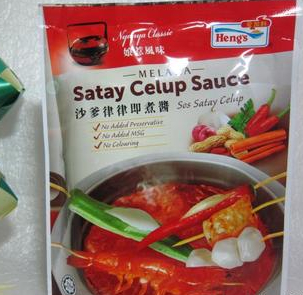 Nyonya Classic
娘惹風味
Heng's
MELAKA
Satay Celup Sauce
沙爹律律即煮醬
Sos Satay Celup
No Added Preservative
No Added MSG
No Colouring